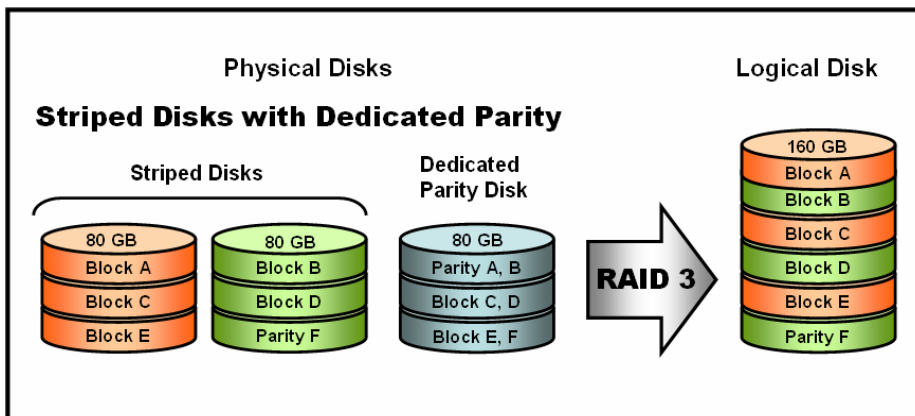 Physical Disks
Logical Disk
Striped Disks with Dedicated Parity
Striped Disks
Dedicated
Parity Disk
80 GB
Block A
Block C
Block E
80 GB
Block B
Block D
Parity F
80 GB
Parity A, B
Block C, D
Block E, F
RAID 3
160 GB
Block A
Block B
Block C
Block D
Block E
Parity F